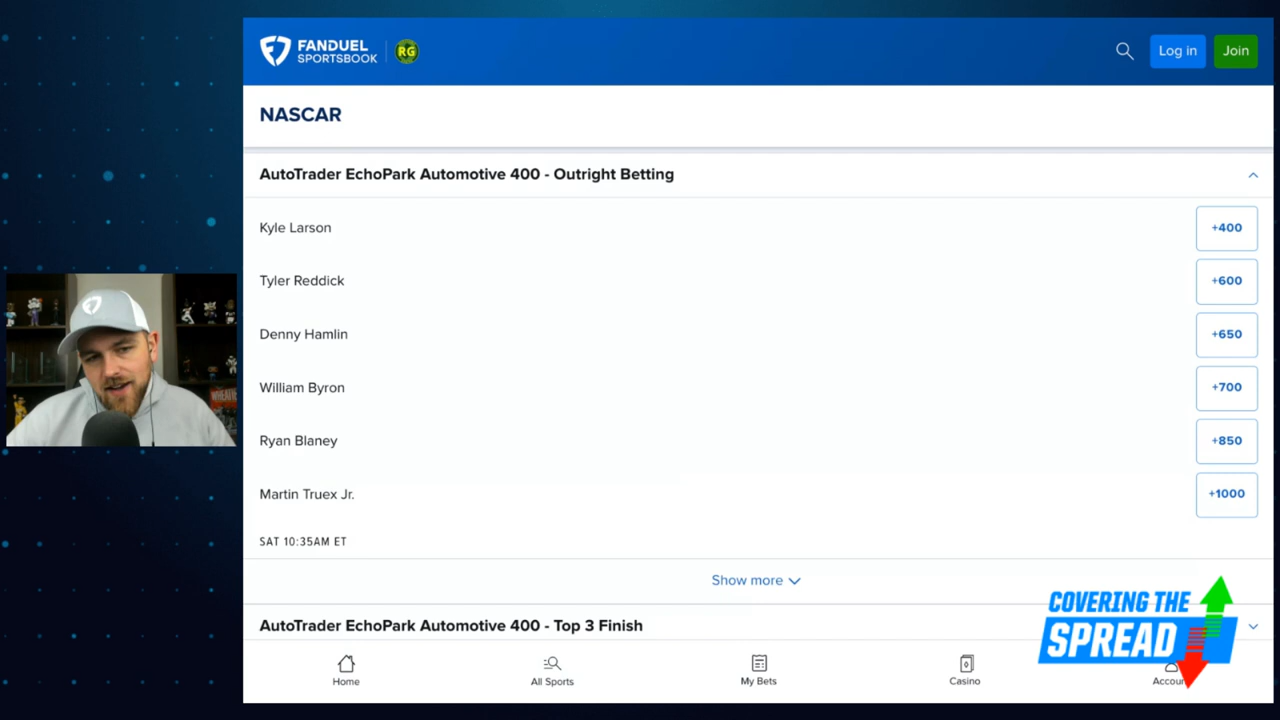 FANDUEL
SPORTSBOOK
RG
Log in
Join
NASCAR
AutoTrader EchoPark Automotive 400 - Outright Betting
Kyle Larson
+400
Tyler Reddick
+600
Denny Hamlin
+650
William Byron
+700
Ryan Blaney
+850
Martin Truex Jr.
+1000
SAT 10:35AM ET
Show more
AutoTrader EchoPark Automotive 400 - Top 3 Finish
COVERING THE
SPREAD
Home
All Sports
My Bets
Casino
Accou
WHEATIES